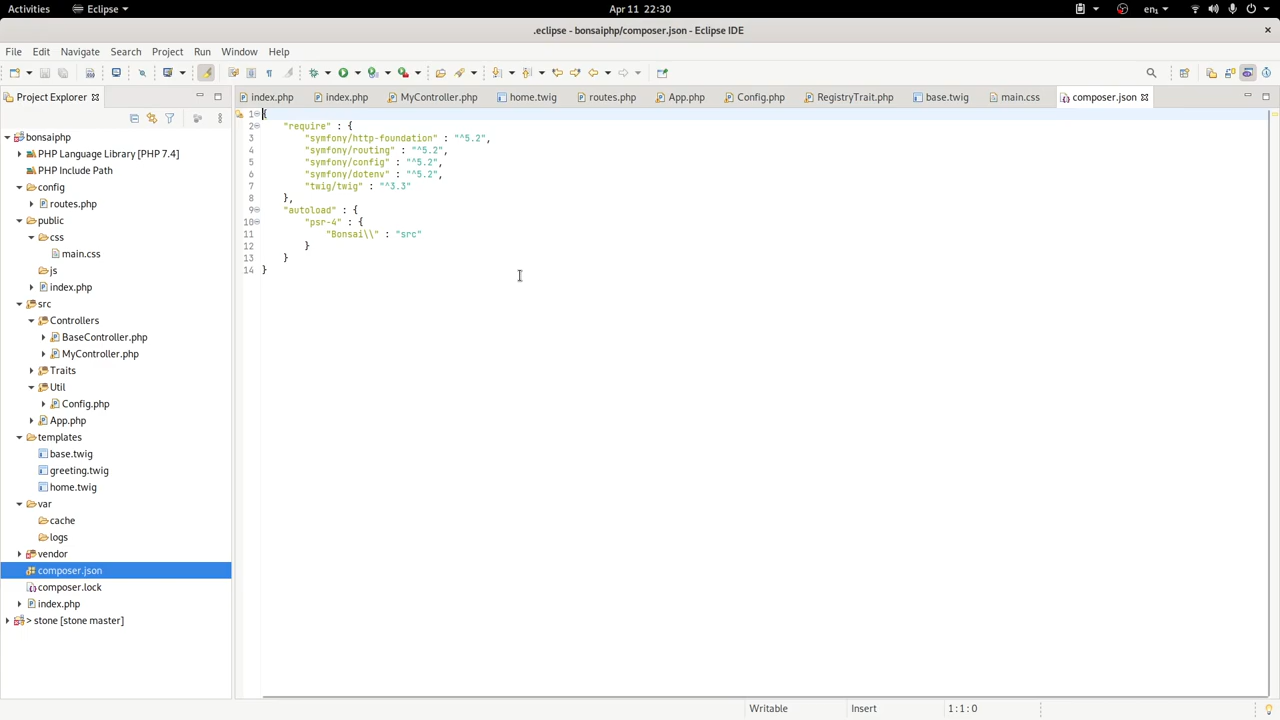 Activities Eclipse Apr 11 22:30 en₁
.eclipse - bonsaiphp/composer.json - Eclipse IDE
File Edit Navigate Search Project Run Window Help
Project Explorer index.php index.php MyController.php home.twig routes.php App.php Config.php RegistryTrait.php base.twig main.css composer.json
bonsaiphp
PHP Language Library [PHP 7.4]
PHP Include Path
config
routes.php
public
css
main.css
js
index.php
src
Controllers
BaseController.php
MyController.php
Traits
Util
Config.php
App.php
templates
base.twig
greeting.twig
home.twig
var
cache
logs
vendor
composer.json
composer.lock
index.php
> stone [stone master]
1 {
2 "require" : {
3 "symfony/http-foundation" : "^5.2",
4 "symfony/routing" : "^5.2",
5 "symfony/config" : "^5.2",
6 "symfony/dotenv" : "^5.2",
7 "twig/twig" : "^3.3"
8 },
9 "autoload" : {
10 "psr-4" : {
11 "Bonsai\\" : "src"
12 }
13 }
14 }
Writable Insert 1:1:0